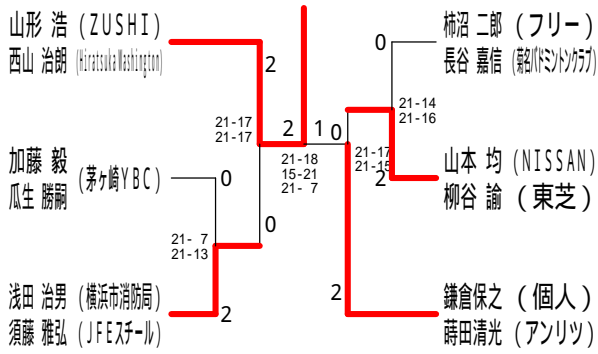 山形 浩 (ZUSHI)
西山 治朗 (Hiratsuka Washington)
2
21-17
21-17
加藤 毅
瓜生 勝嗣 (茅ヶ崎YBC)
0
21- 7
21-13
0
浅田 治男 (横浜市消防局)
須藤 雅弘 (JFEスチール)
2
2
1
21-18
15-21
21- 7
0
柿沼 二郎 (フリー)
長谷 嘉信 (菊名バドミントンクラブ)
0
21-14
21-16
山本 均 (NISSAN)
柳谷 諭 (東芝)
2
21-17
21-15
鎌倉保之 (個人)
蒔田清光 (アンリツ)
2